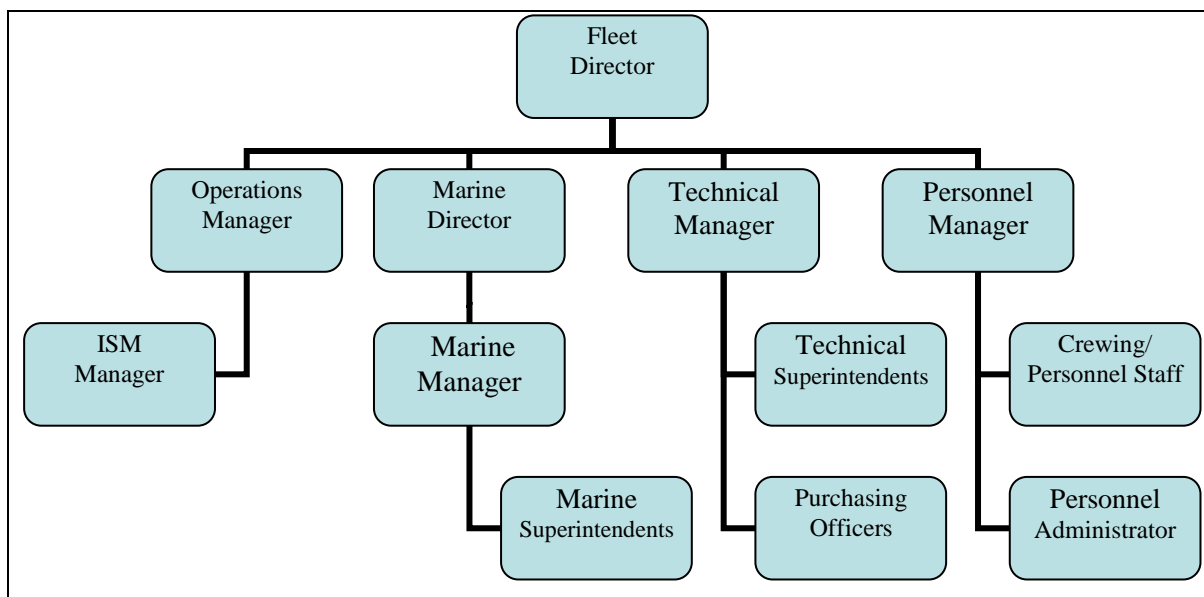 Fleet
Director
Operations
Manager
Marine
Director
Technical
Manager
Personnel
Manager
ISM
Manager
Marine
Manager
Technical
Superintendents
Crewing/
Personnel Staff
Marine
Superintendents
Purchasing
Officers
Personnel
Administrator